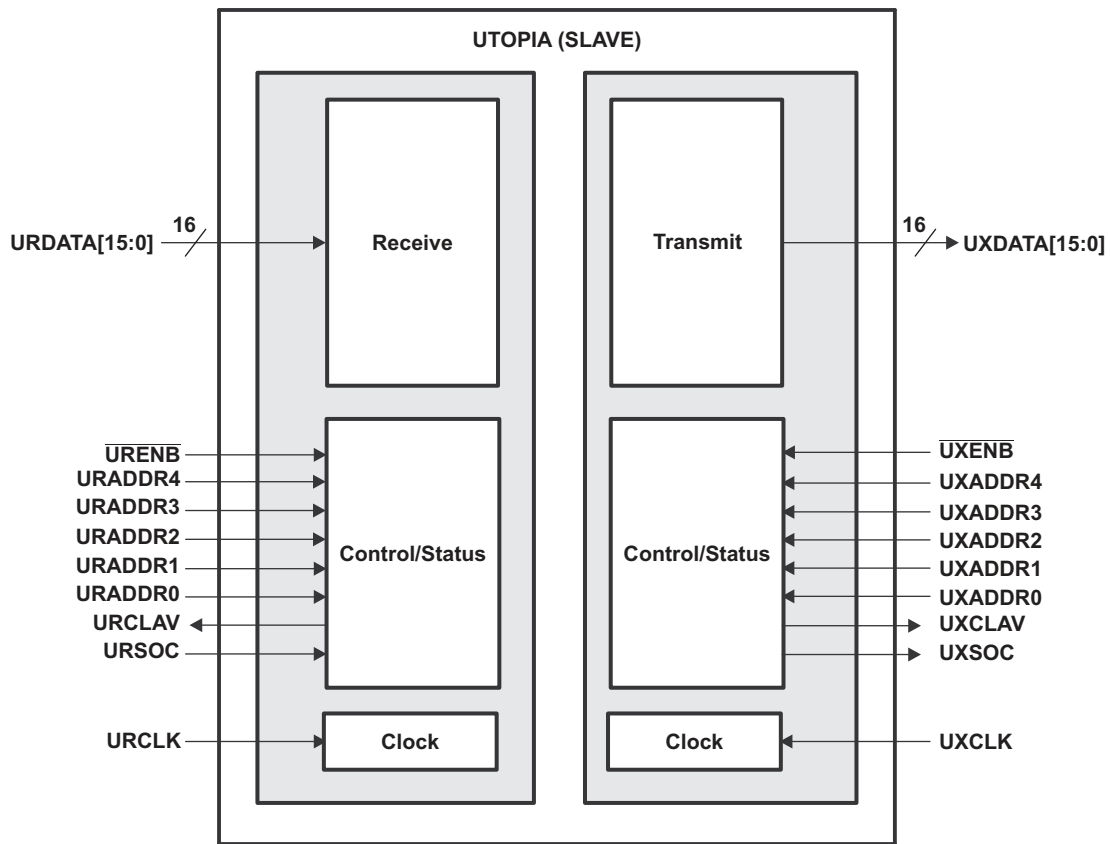 UTOPIA (SLAVE)
16
URDATA[15:0]
Receive
Transmit
16
UXDATA[15:0]
URENB
URADDR4
URADDR3
URADDR2
URADDR1
URADDR0
URCLAV
URSOC
Control/Status
Control/Status
UXENB
UXADDR4
UXADDR3
UXADDR2
UXADDR1
UXADDR0
UXCLAV
UXSOC
URCLK
Clock
Clock
UXCLK